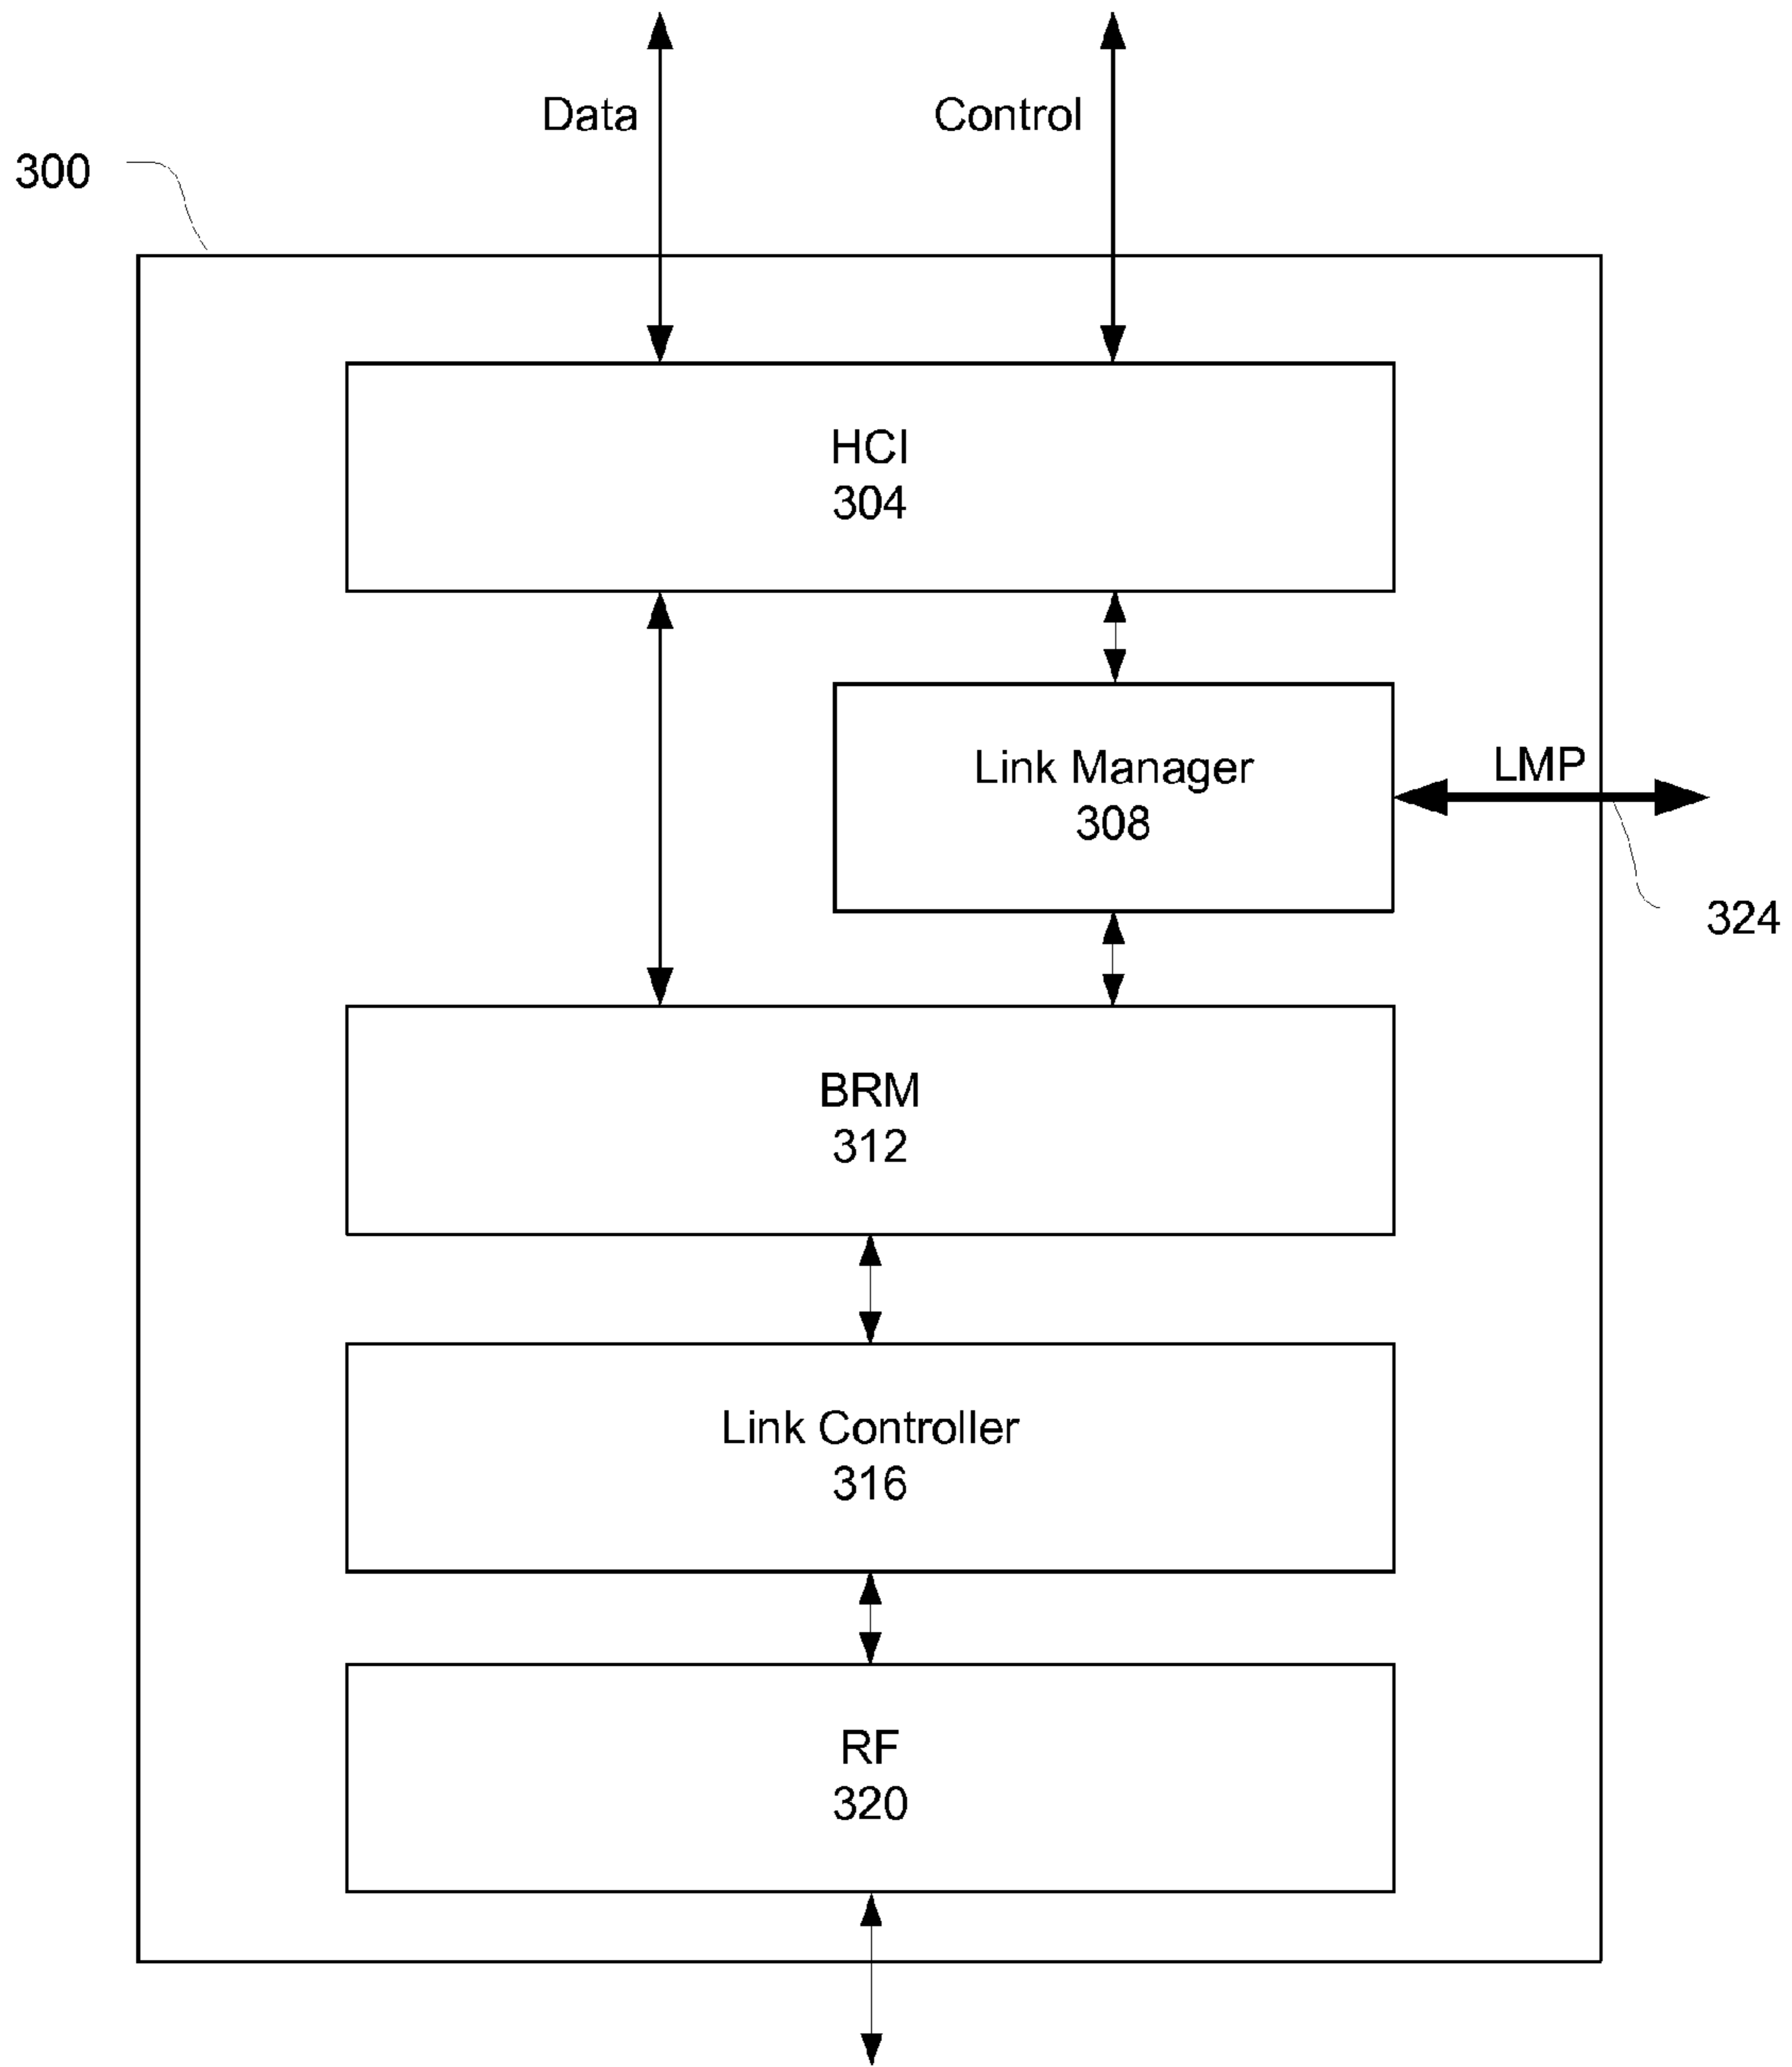 Data
Control
300
HCI
304
Link Manager
308
LMP
324
BRM
312
Link Controller
316
RF
320